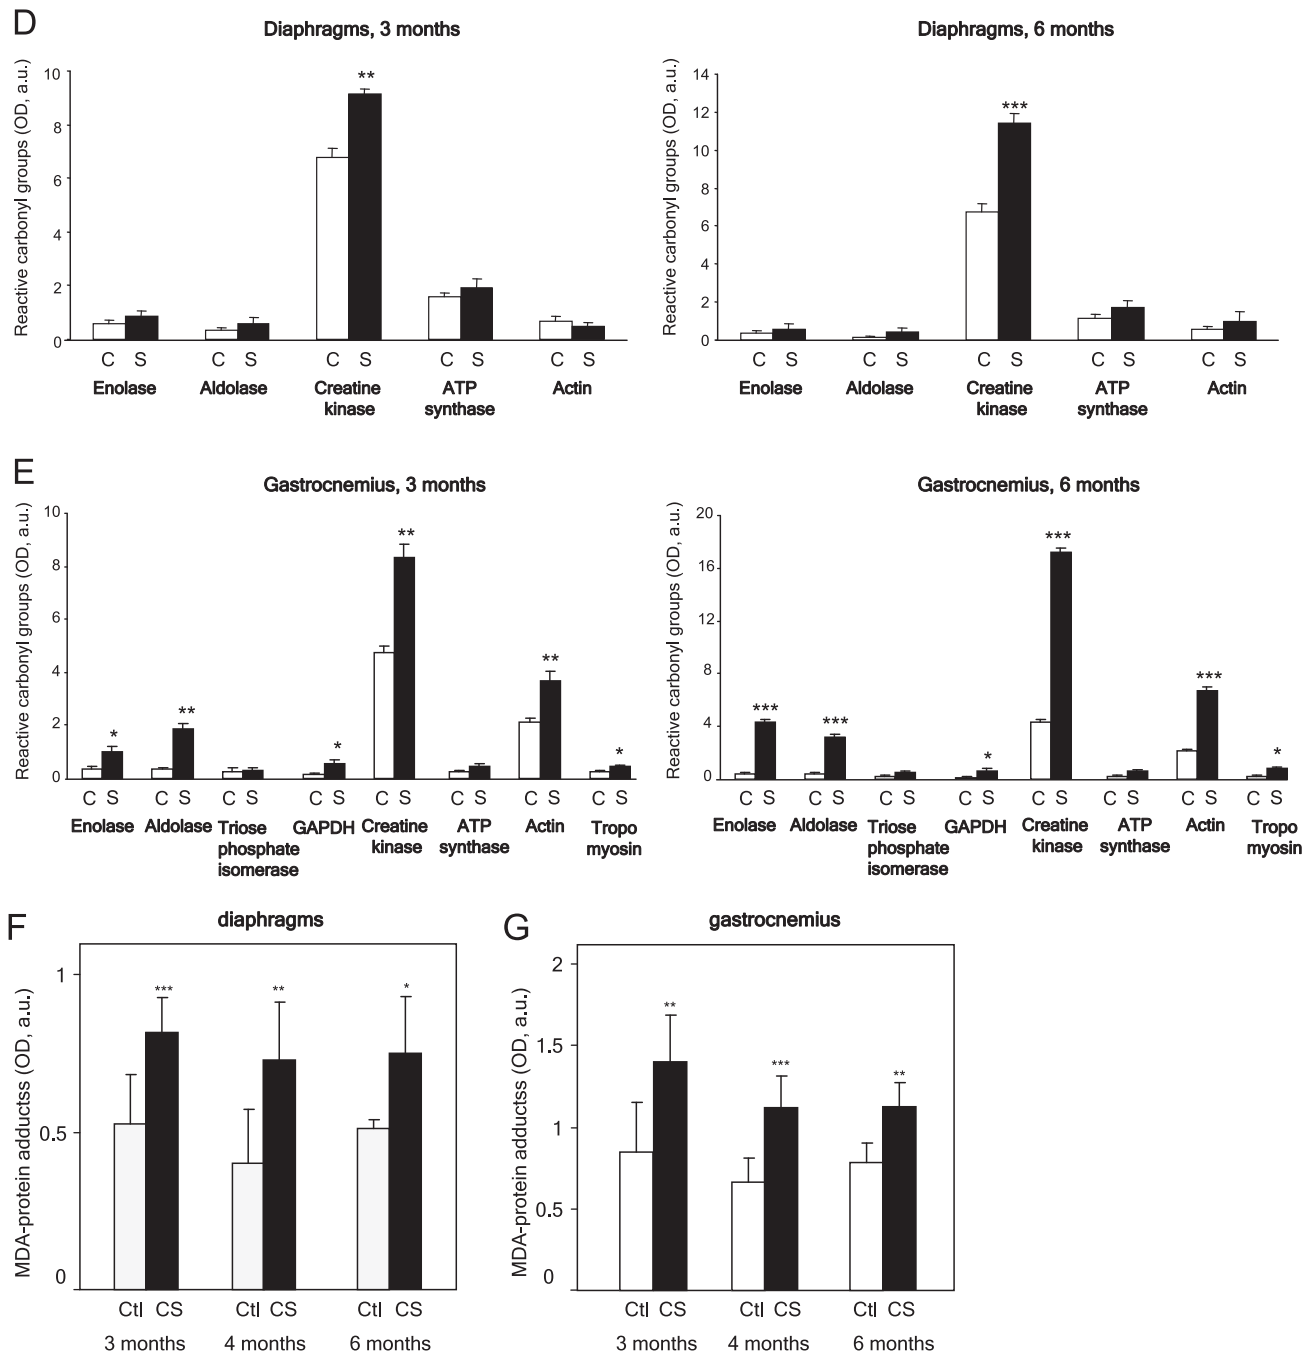 D
Diaphragms, 3 months
Reactive carbonyl groups (OD, a.u.)
10
8
6
4
2
0
**
C S C S C S C S C S
Enolase Aldolase Creatine kinase ATP synthase Actin
Diaphragms, 6 months
Reactive carbonyl groups (OD, a.u.)
14
12
10
8
6
4
2
0
***
C S C S C S C S C S
Enolase Aldolase Creatine kinase ATP synthase Actin
E
Gastrocnemius, 3 months
Reactive carbonyl groups (OD, a.u.)
10
8
6
4
2
0
* ** * ** ** *
C S C S C S C S C S C S C S C S
Enolase Aldolase Triose phosphate isomerase GAPDH Creatine kinase ATP synthase Actin Tropo myosin
Gastrocnemius, 6 months
Reactive carbonyl groups (OD, a.u.)
20
16
12
8
4
0
*** *** * *** *** *
C S C S C S C S C S C S C S C S
Enolase Aldolase Triose phosphate isomerase GAPDH Creatine kinase ATP synthase Actin Tropo myosin
F
diaphragms
MDA-protein adductss (OD, a.u.)
1
0.5
0
*** ** *
Ctl CS Ctl CS Ctl CS
3 months 4 months 6 months
G
gastrocnemius
MDA-protein adductss (OD, a.u.)
2
1.5
1
0.5
0
** *** **
Ctl CS Ctl CS Ctl CS
3 months 4 months 6 months